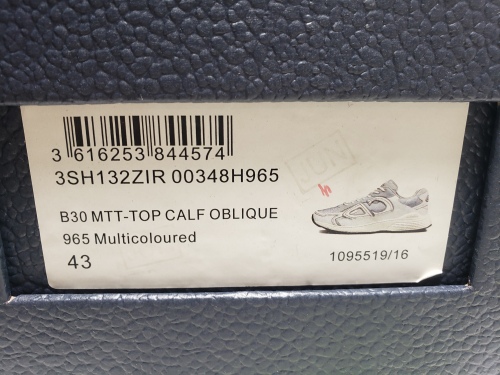 3 616253 844574
3SH132ZIR 00348H965
B30 MTT-TOP CALF OBLIQUE
965 Multicoloured
43
1095519/16